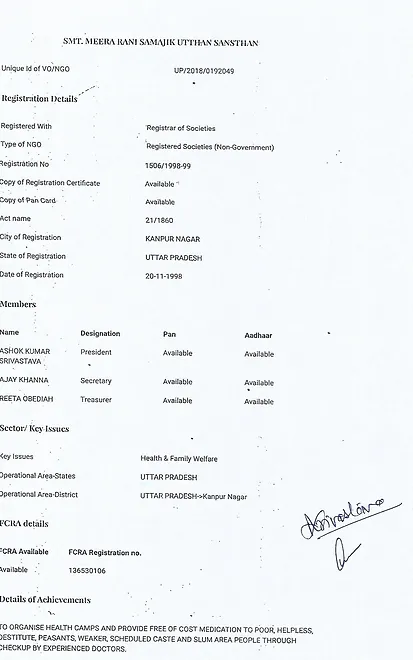 SMT. MEERA RANI SAMAJIK UTTHAN SANSTHAN
Unique Id of VO/NGO UP/2018/0192049
Registration Details
Registered With Registrar of Societies
Type of NGO Registered Societies (Non-Government)
Registration No 1506/1998-99
Copy of Registration Certificate Available
Copy of Pan Card Available
Act name 21/1860
City of Registration KANPUR NAGAR
State of Registration UTTAR PRADESH
Date of Registration 20-11-1998
Members
Name Designation Pan Aadhaar
ASHOK KUMAR President Available Available
SRIVASTAVA
AJAY KHANNA Secretary Available Available
REETA OBEDIAH Treasurer Available Available
Sector/ Key Issues
Key Issues Health & Family Welfare
Operational Area-States UTTAR PRADESH
Operational Area-District UTTAR PRADESH->Kanpur Nagar
FCRA details
FCRA Available FCRA Registration no.
Available 136530106
Details of Achievements
TO ORGANISE HEALTH CAMPS AND PROVIDE FREE OF COST MEDICATION TO POOR, HELPLESS,
DESTITUTE, PEASANTS, WEAKER, SCHEDULED CASTE AND SLUM AREA PEOPLE THROUGH
CHECKUP BY EXPERIENCED DOCTORS.